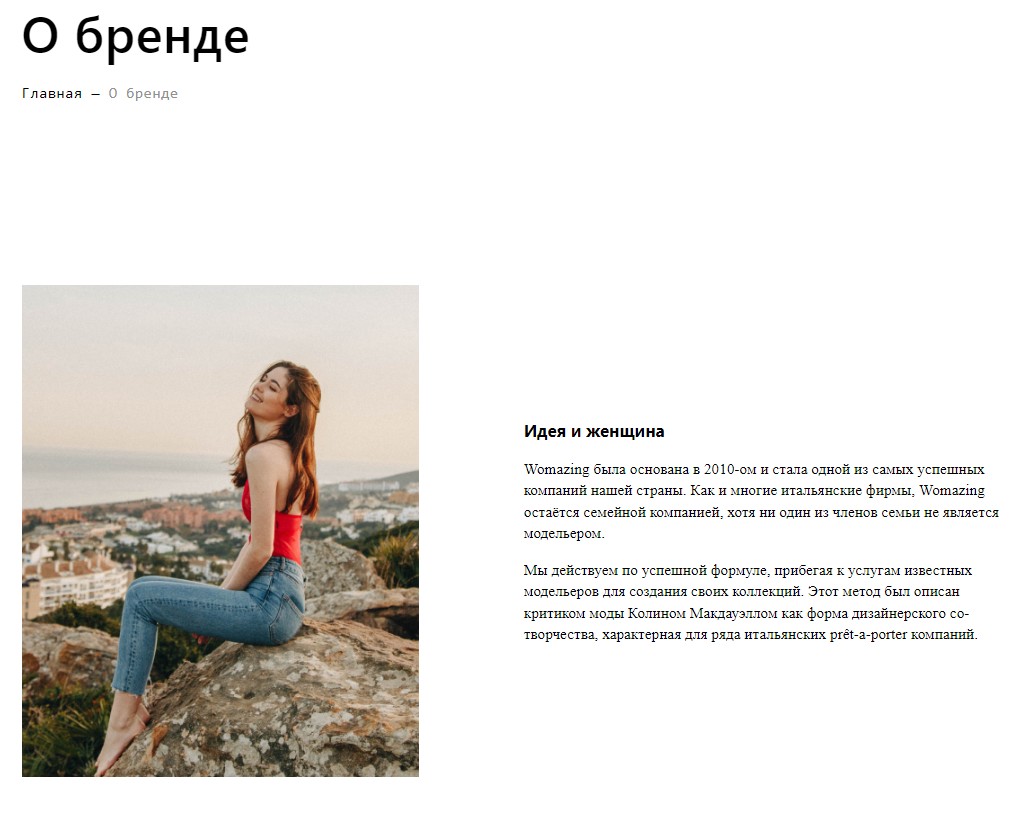 О бренде
Главная — О бренде
Идея и женщина
Womazing была основана в 2010-ом и стала одной из самых успешных
компаний нашей страны. Как и многие итальянские фирмы, Womazing
остаётся семейной компанией, хотя ни один из членов семьи не является
модельером.
Мы действуем по успешной формуле, прибегая к услугам известных
модельеров для создания своих коллекций. Этот метод был описан
критиком моды Колином Макдауэллом как форма дизайнерского со-
творчества, характерная для ряда итальянских prêt-a-porter компаний.